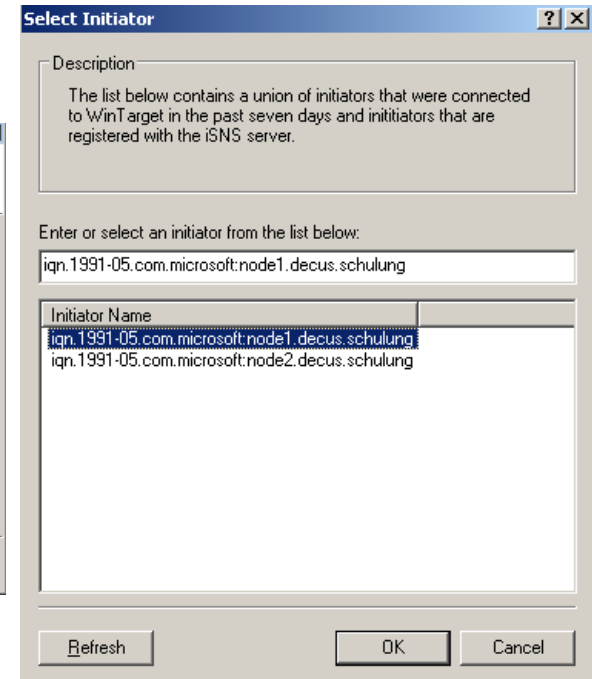 Select Initiator
Description
The list below contains a union of initiators that were connected
to WinTarget in the past seven days and inititiators that are
registered with the iSNS server.
Enter or select an initiator from the list below:
iqn.1991-05.com.microsoft:node1.decus.schulung
Initiator Name
iqn.1991-05.com.microsoft:node1.decus.schulung
iqn.1991-05.com.microsoft:node2.decus.schulung
Refresh OK Cancel